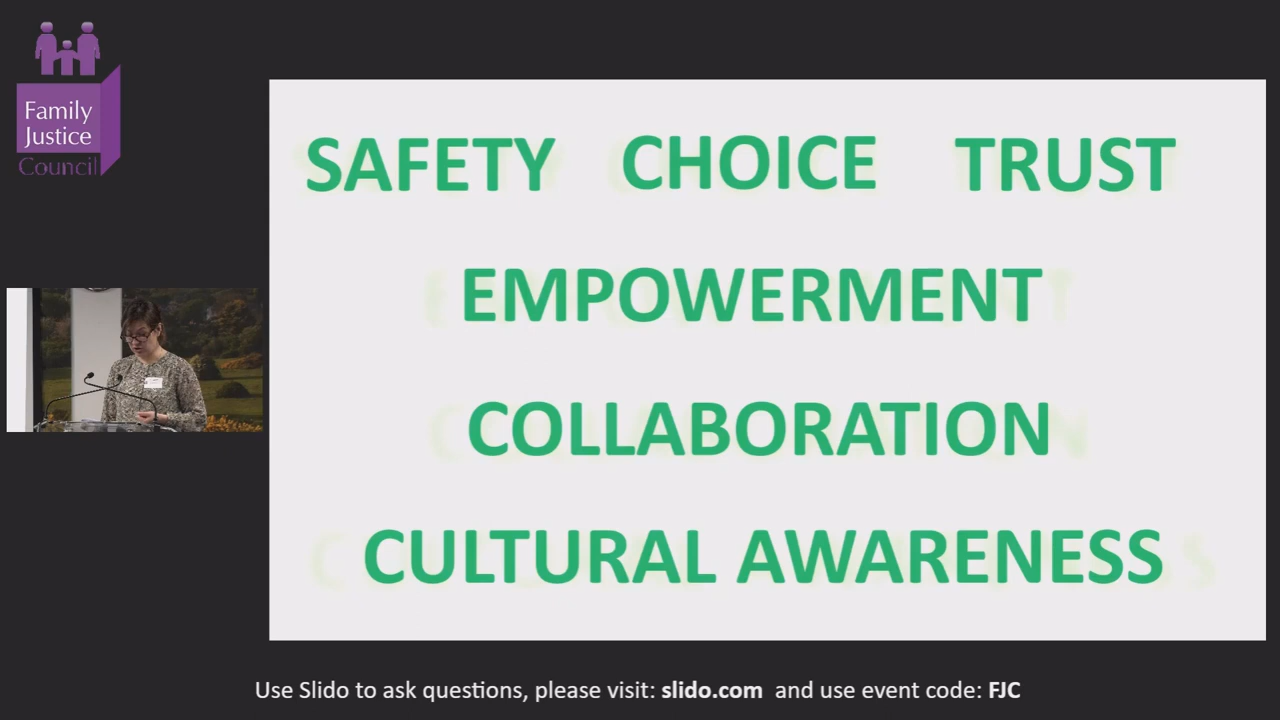 Family
Justice
Council
SAFETY CHOICE TRUST
EMPOWERMENT
COLLABORATION
CULTURAL AWARENESS
Use Slido to ask questions, please visit: slido.com and use event code: FJC